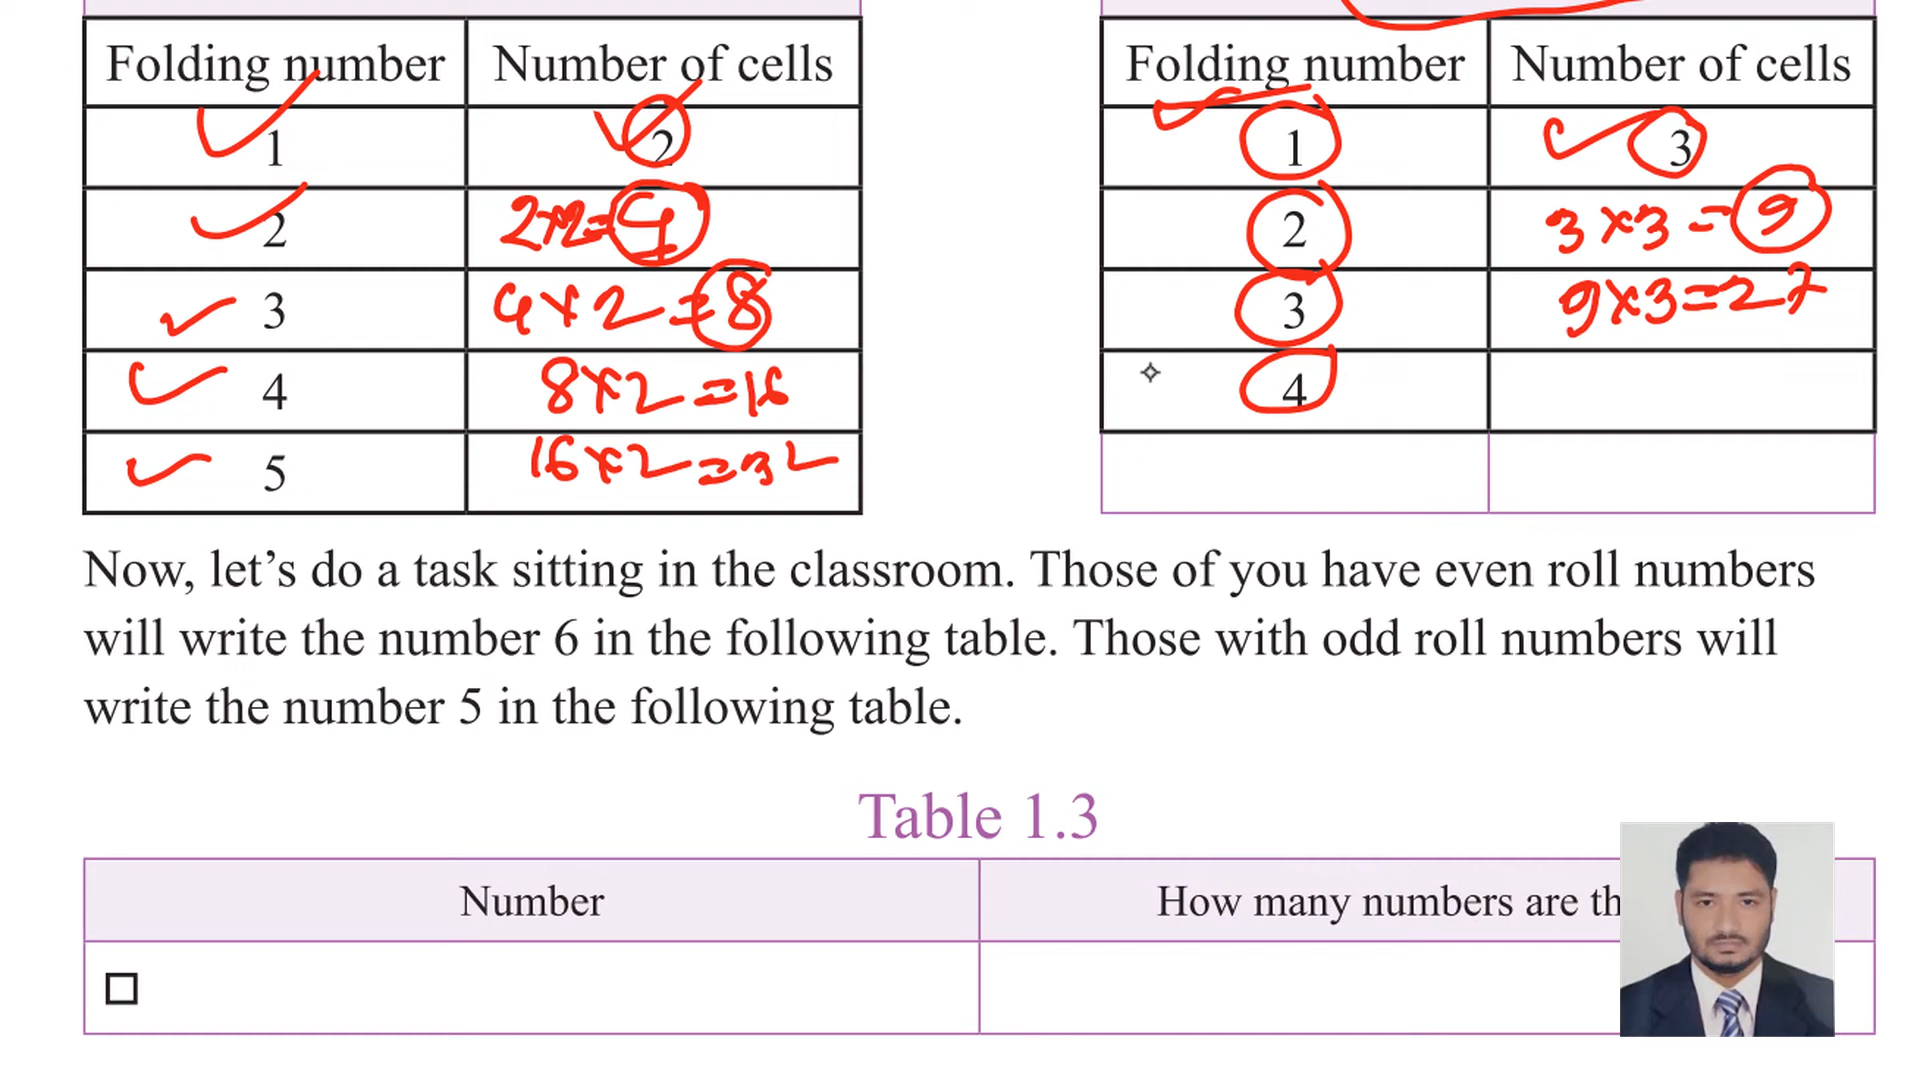 Folding number Number of cells
1 2
2 2×2=4
3 4×2=8
4 8×2=16
5 16×2=32
Folding number Number of cells
1 3
2 3×3=9
3 9×3=27
4
Now, let’s do a task sitting in the classroom. Those of you have even roll numbers
will write the number 6 in the following table. Those with odd roll numbers will
write the number 5 in the following table.
Table 1.3
Number How many numbers are